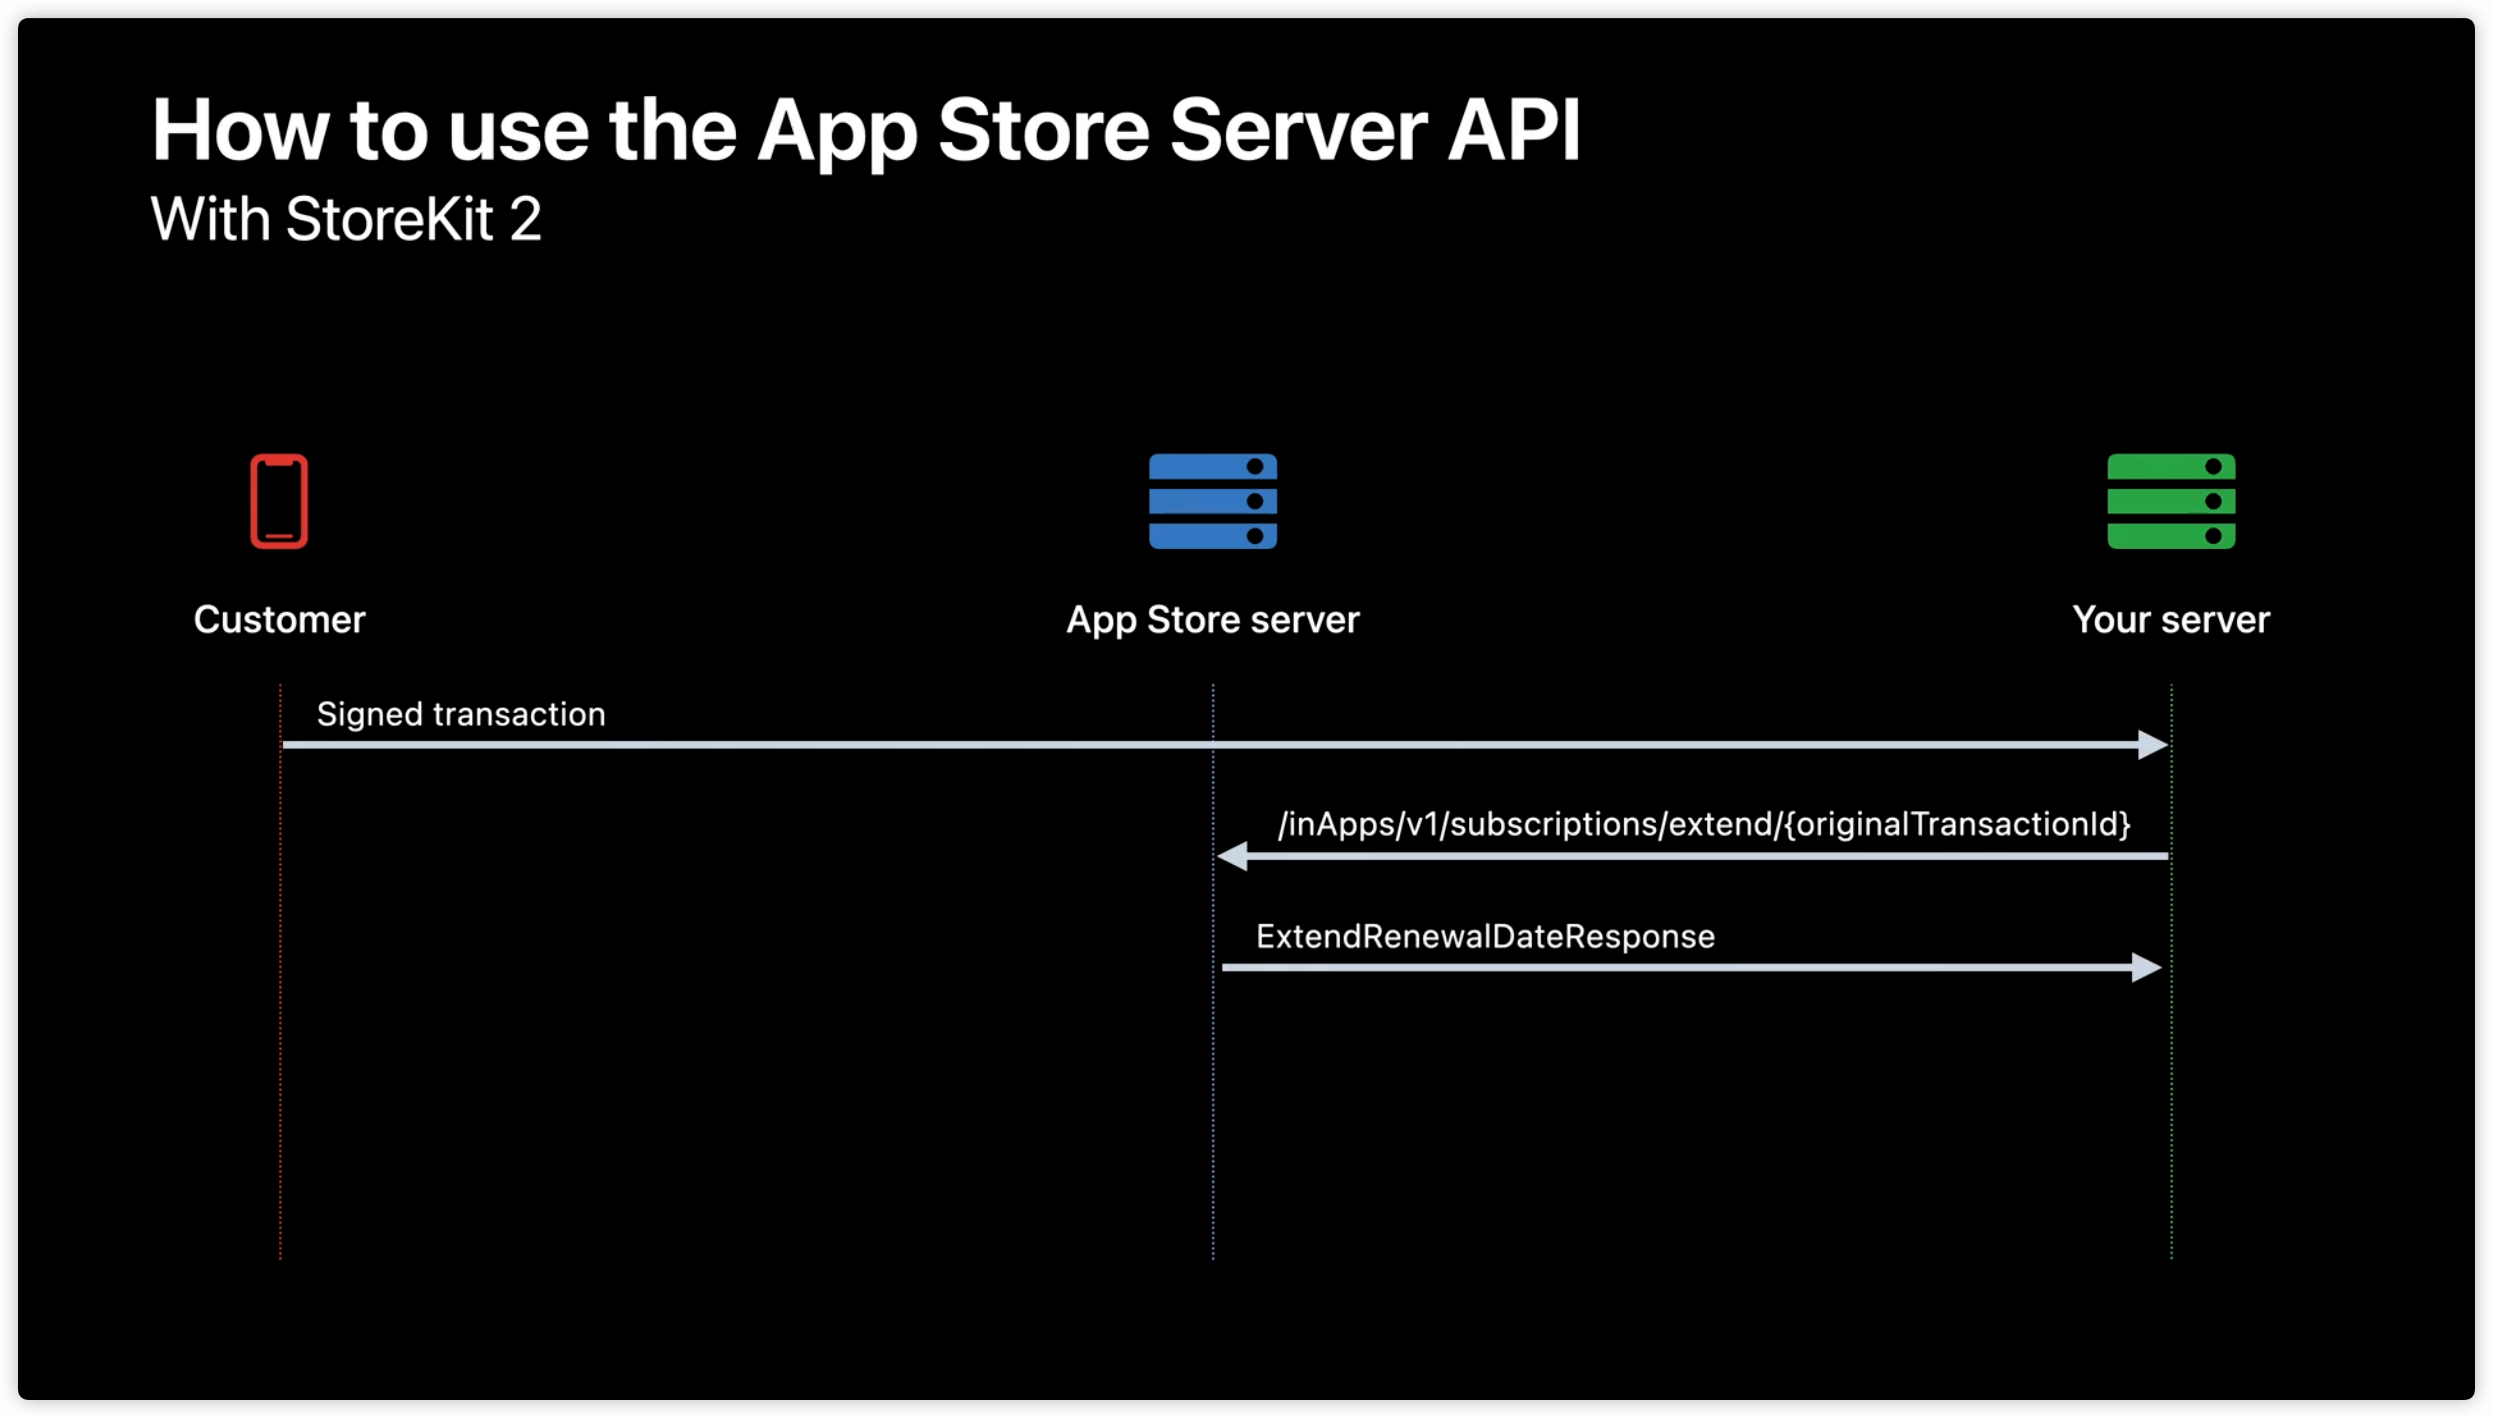 How to use the App Store Server API
With StoreKit 2
Customer
App Store server
Your server
Signed transaction
/inApps/v1/subscriptions/extend/{originalTransactionId}
ExtendRenewalDateResponse